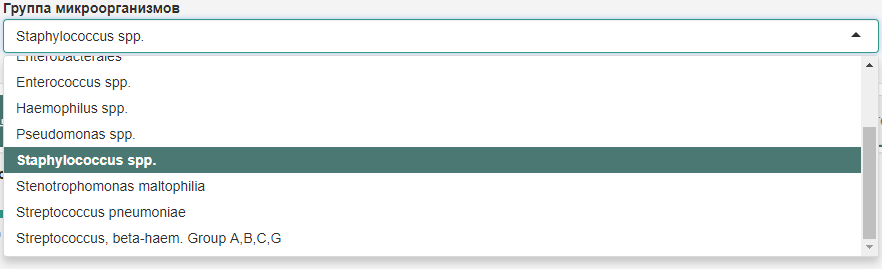 Группа микроорганизмов
Staphylococcus spp.
Enterobacterales
Enterococcus spp.
Haemophilus spp.
Pseudomonas spp.
Staphylococcus spp.
Stenotrophomonas maltophilia
Streptococcus pneumoniae
Streptococcus, beta-haem. Group A,B,C,G